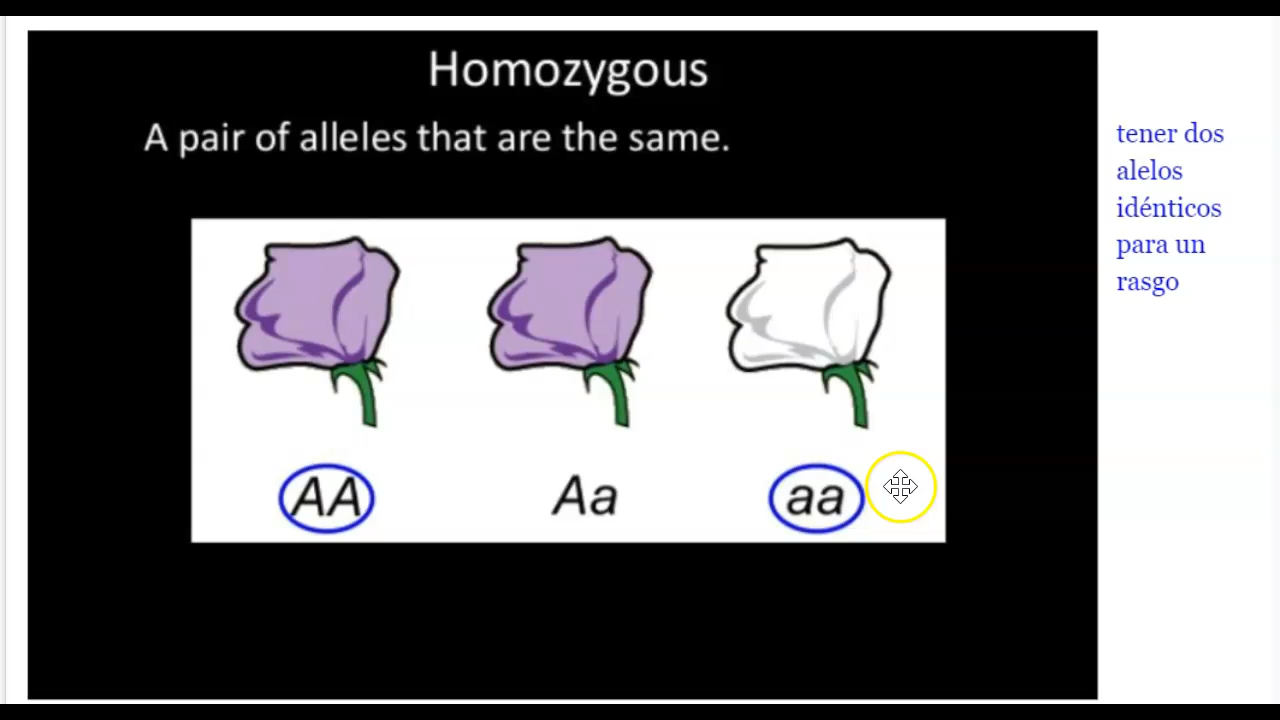 Homozygous
A pair of alleles that are the same.
AA
Aa
aa
tener dos
alelos
idénticos
para un
rasgo